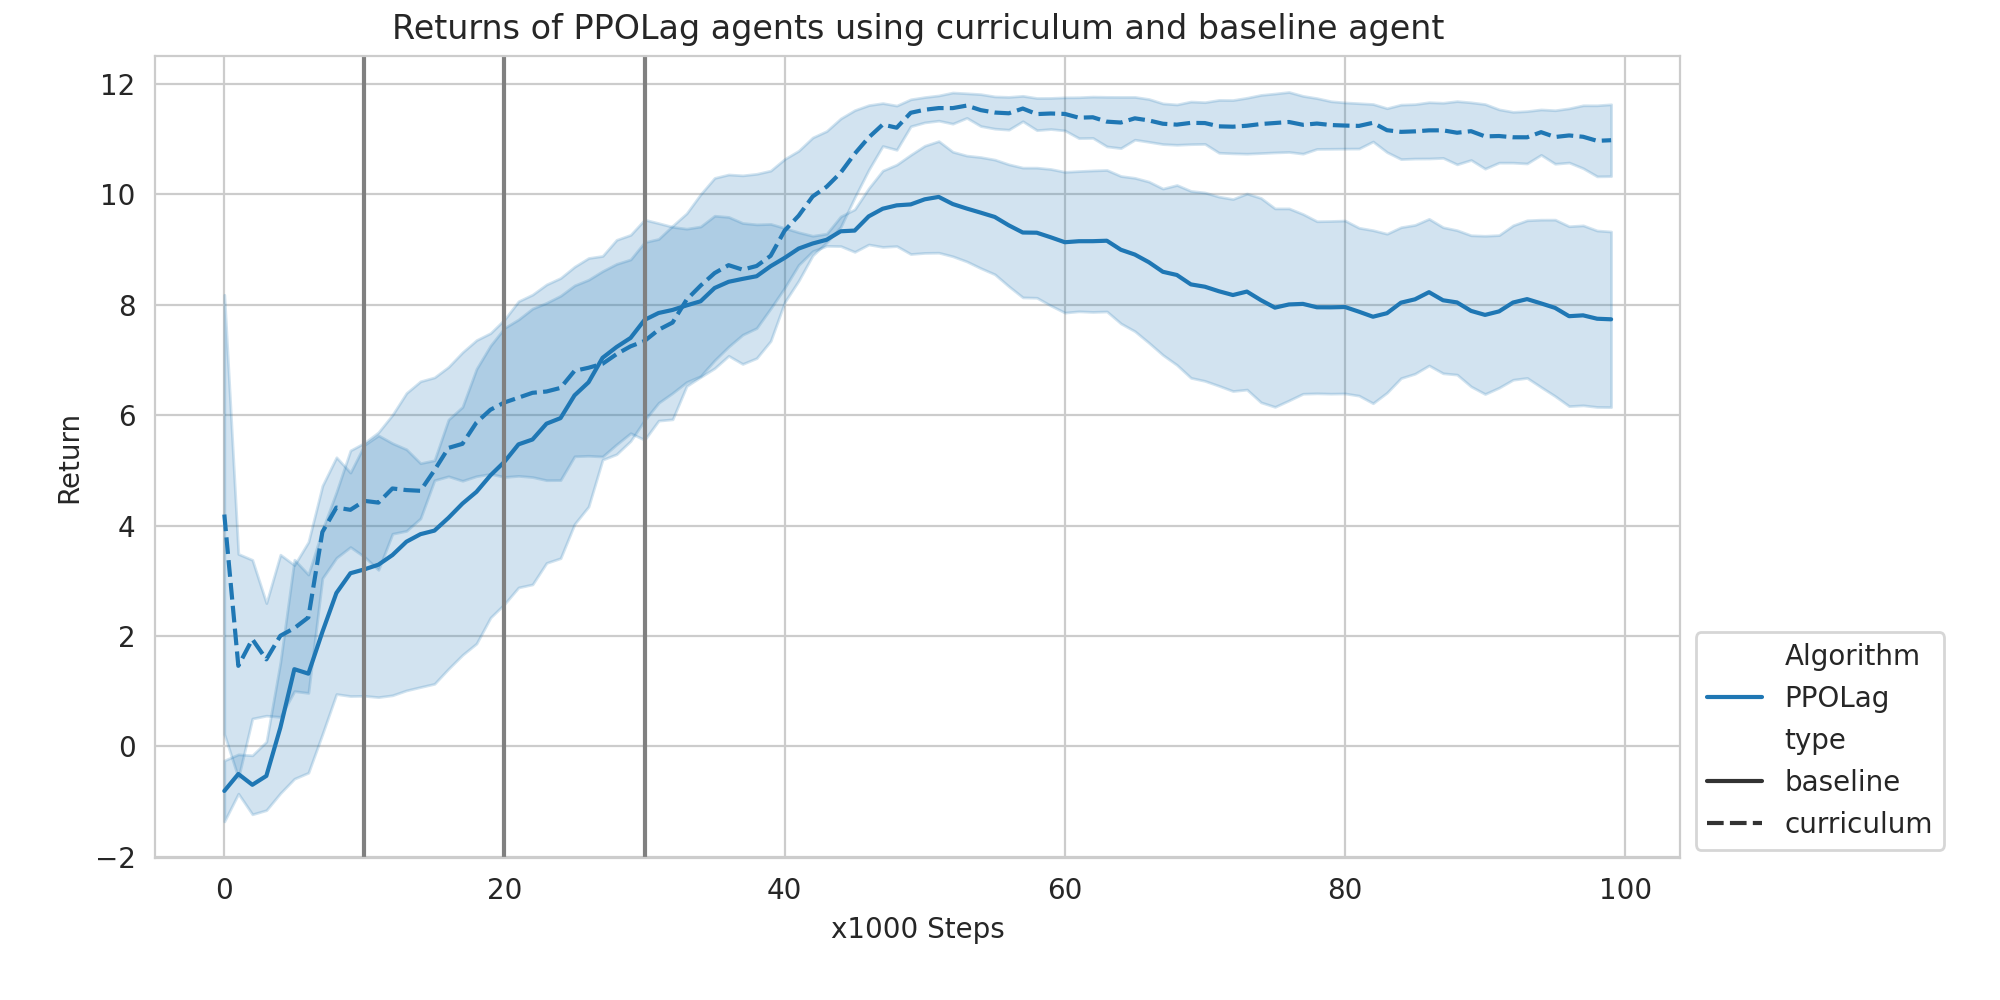 Returns of PPOLag agents using curriculum and baseline agent
12
10
8
6
4
2
0
−2
Return
0 20 40 60 80 100
x1000 Steps
Algorithm
PPOLag
type
baseline
curriculum